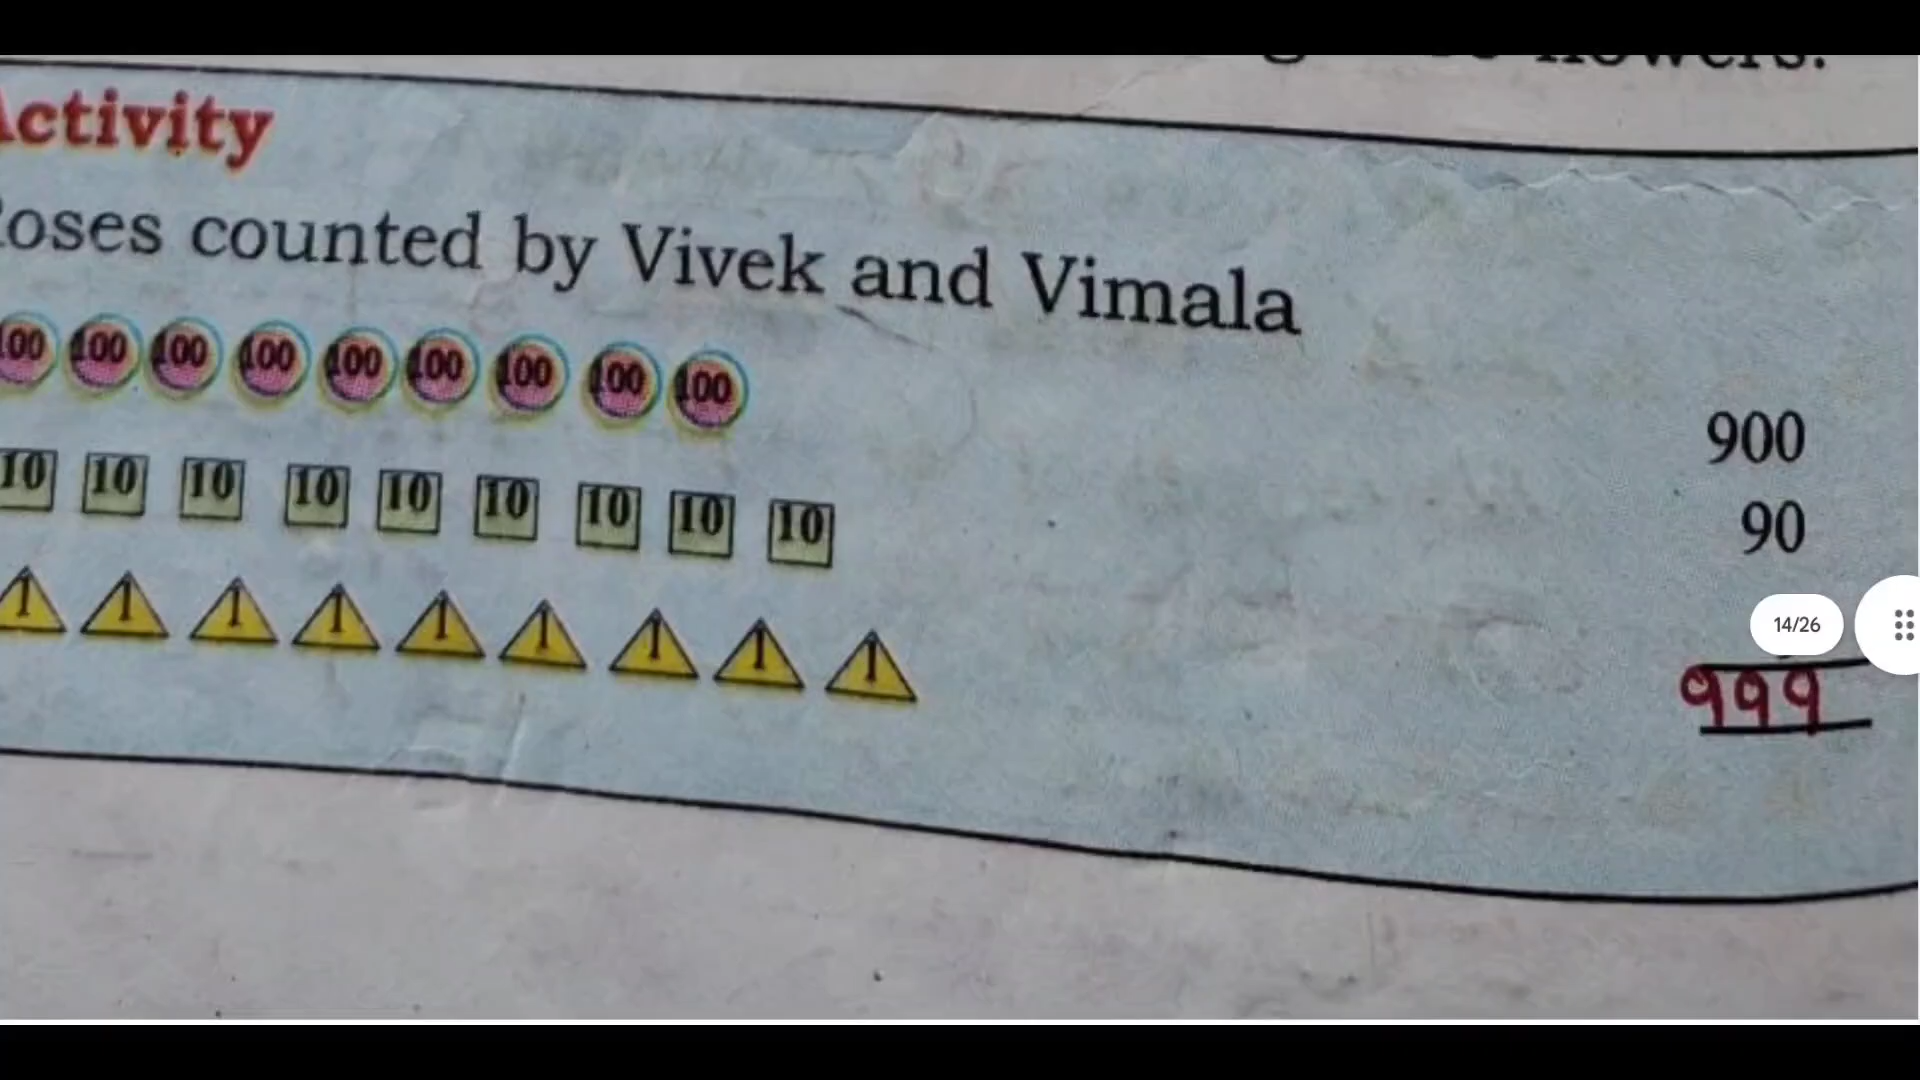 flowers.
Activity
Roses counted by Vivek and Vimala
100 100 100 100 100 100 100 100 100
900
10 10 10 10 10 10 10 10 10
90
1 1 1 1 1 1 1 1 1
14/26
999